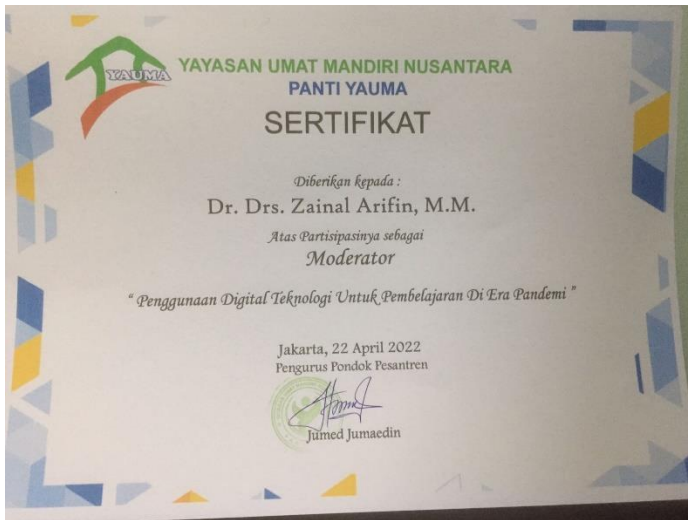 YAUMA
YAYASAN UMAT MANDIRI NUSANTARA
PANTI YAUMA
SERTIFIKAT
Diberikan kepada :
Dr. Drs. Zainal Arifin, M.M.
Atas Partisipasinya sebagai
Moderator
“ Penggunaan Digital Teknologi Untuk Pembelajaran Di Era Pandemi ”
Jakarta, 22 April 2022
Pengurus Pondok Pesantren
Jumed Jumaedin